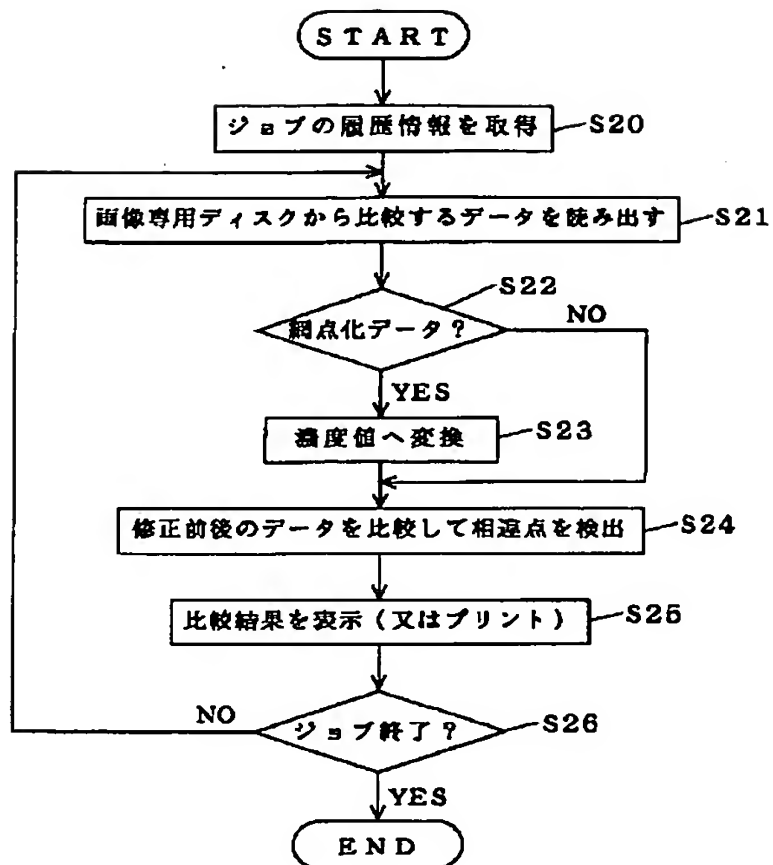 START
ジョブの履歴情報を取得
S20
画像専用ディスクから比較するデータを読み出す
S21
S22
網点化データ?
NO
YES
濃度値へ変換
S23
修正前後のデータを比較して相違点を検出
S24
比較結果を表示(又はプリント)
S25
NO
ジョブ終了?
S26
YES
END